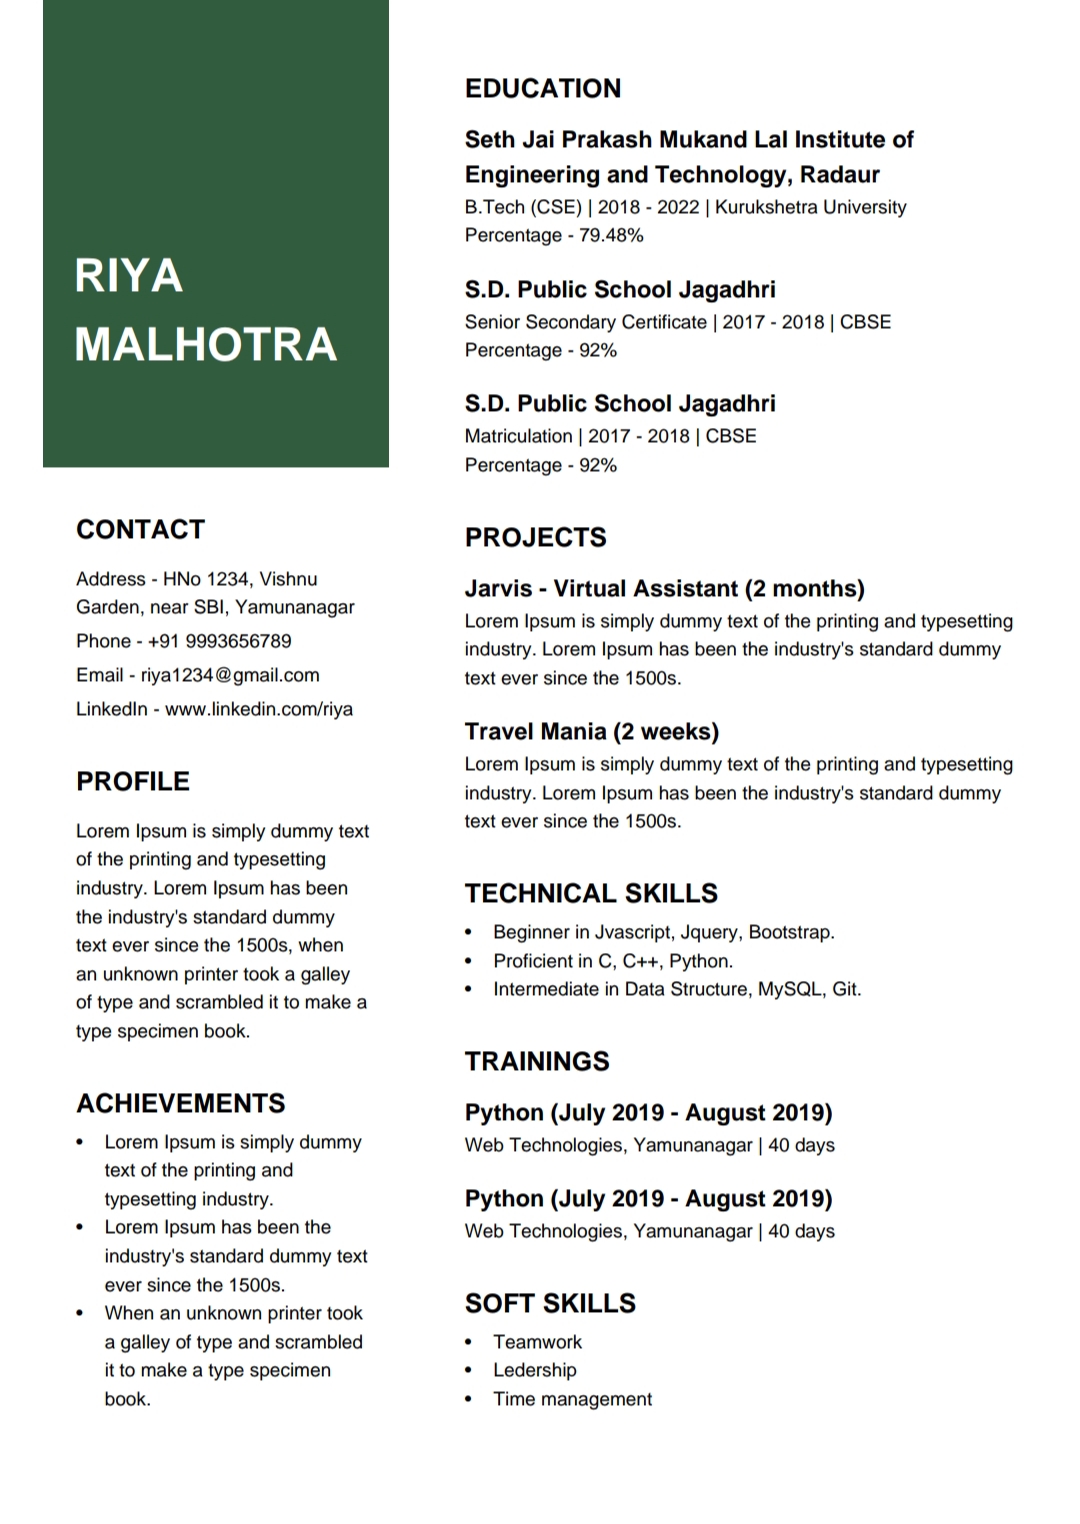 RIYA
MALHOTRA
CONTACT
Address - HNo 1234, Vishnu
Garden, near SBI, Yamunanagar
Phone - +91 9993656789
Email - riya1234@gmail.com
LinkedIn - www.linkedin.com/riya
PROFILE
Lorem Ipsum is simply dummy text
of the printing and typesetting
industry. Lorem Ipsum has been
the industry's standard dummy
text ever since the 1500s, when
an unknown printer took a galley
of type and scrambled it to make a
type specimen book.
ACHIEVEMENTS
• Lorem Ipsum is simply dummy
text of the printing and
typesetting industry.
• Lorem Ipsum has been the
industry's standard dummy text
ever since the 1500s.
• When an unknown printer took
a galley of type and scrambled
it to make a type specimen
book.
EDUCATION
Seth Jai Prakash Mukand Lal Institute of
Engineering and Technology, Radaur
B.Tech (CSE) | 2018 - 2022 | Kurukshetra University
Percentage - 79.48%
S.D. Public School Jagadhri
Senior Secondary Certificate | 2017 - 2018 | CBSE
Percentage - 92%
S.D. Public School Jagadhri
Matriculation | 2017 - 2018 | CBSE
Percentage - 92%
PROJECTS
Jarvis - Virtual Assistant (2 months)
Lorem Ipsum is simply dummy text of the printing and typesetting
industry. Lorem Ipsum has been the industry's standard dummy
text ever since the 1500s.
Travel Mania (2 weeks)
Lorem Ipsum is simply dummy text of the printing and typesetting
industry. Lorem Ipsum has been the industry's standard dummy
text ever since the 1500s.
TECHNICAL SKILLS
• Beginner in Jvascript, Jquery, Bootstrap.
• Proficient in C, C++, Python.
• Intermediate in Data Structure, MySQL, Git.
TRAININGS
Python (July 2019 - August 2019)
Web Technologies, Yamunanagar | 40 days
Python (July 2019 - August 2019)
Web Technologies, Yamunanagar | 40 days
SOFT SKILLS
• Teamwork
• Ledership
• Time management